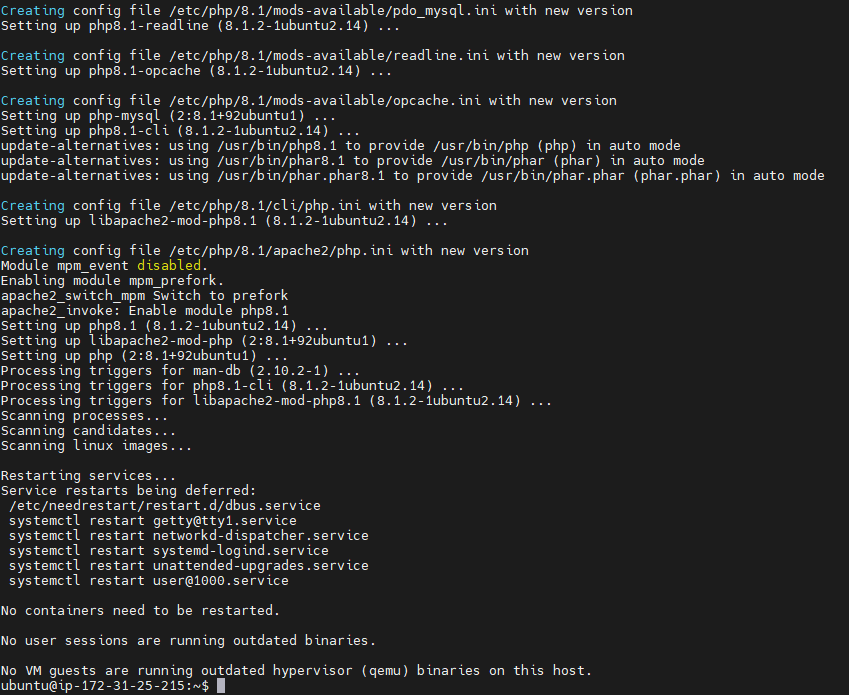 Creating config file /etc/php/8.1/mods-available/pdo_mysql.ini with new version
Setting up php8.1-readline (8.1.2-1ubuntu2.14) ...
Creating config file /etc/php/8.1/mods-available/readline.ini with new version
Setting up php8.1-opcache (8.1.2-1ubuntu2.14) ...
Creating config file /etc/php/8.1/mods-available/opcache.ini with new version
Setting up php-mysql (2:8.1+92ubuntu1) ...
Setting up php8.1-cli (8.1.2-1ubuntu2.14) ...
update-alternatives: using /usr/bin/php8.1 to provide /usr/bin/php (php) in auto mode
update-alternatives: using /usr/bin/phar8.1 to provide /usr/bin/phar (phar) in auto mode
update-alternatives: using /usr/bin/phar.phar8.1 to provide /usr/bin/phar.phar (phar.phar) in auto mode
Creating config file /etc/php/8.1/cli/php.ini with new version
Setting up libapache2-mod-php8.1 (8.1.2-1ubuntu2.14) ...
Creating config file /etc/php/8.1/apache2/php.ini with new version
Module mpm_event disabled.
Enabling module mpm_prefork.
apache2_switch_mpm Switch to prefork
apache2_invoke: Enable module php8.1
Setting up php8.1 (8.1.2-1ubuntu2.14) ...
Setting up libapache2-mod-php (2:8.1+92ubuntu1) ...
Setting up php (2:8.1+92ubuntu1) ...
Processing triggers for man-db (2.10.2-1) ...
Processing triggers for php8.1-cli (8.1.2-1ubuntu2.14) ...
Processing triggers for libapache2-mod-php8.1 (8.1.2-1ubuntu2.14) ...
Scanning processes...
Scanning candidates...
Scanning linux images...
Restarting services...
Service restarts being deferred:
 /etc/needrestart/restart.d/dbus.service
 systemctl restart getty@tty1.service
 systemctl restart networkd-dispatcher.service
 systemctl restart systemd-logind.service
 systemctl restart unattended-upgrades.service
 systemctl restart user@1000.service
No containers need to be restarted.
No user sessions are running outdated binaries.
No VM guests are running outdated hypervisor (qemu) binaries on this host.
ubuntu@ip-172-31-25-215:~$